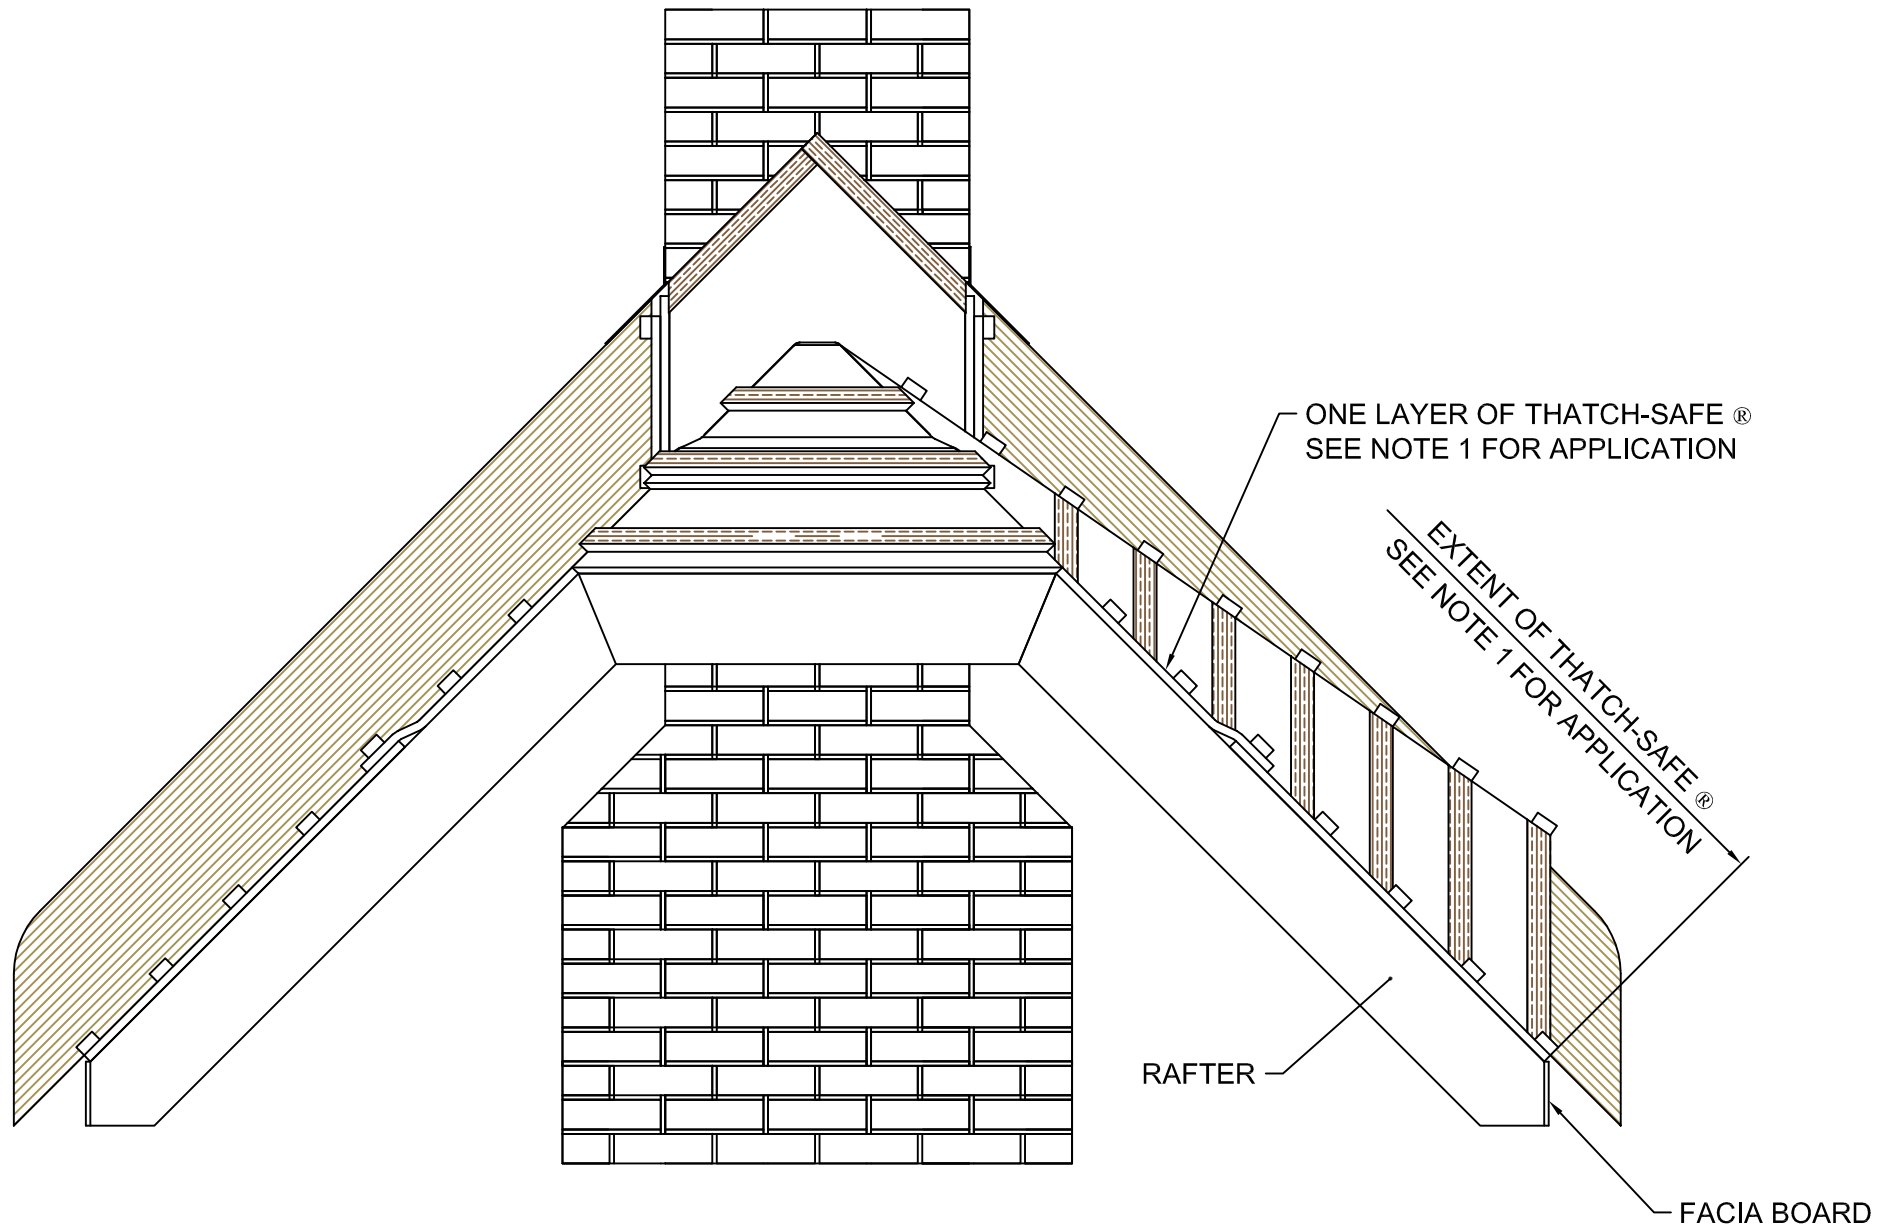 ONE LAYER OF THATCH-SAFE ®
SEE NOTE 1 FOR APPLICATION
EXTENT OF THATCH-SAFE ®
SEE NOTE 1 FOR APPLICATION
RAFTER
FACIA BOARD